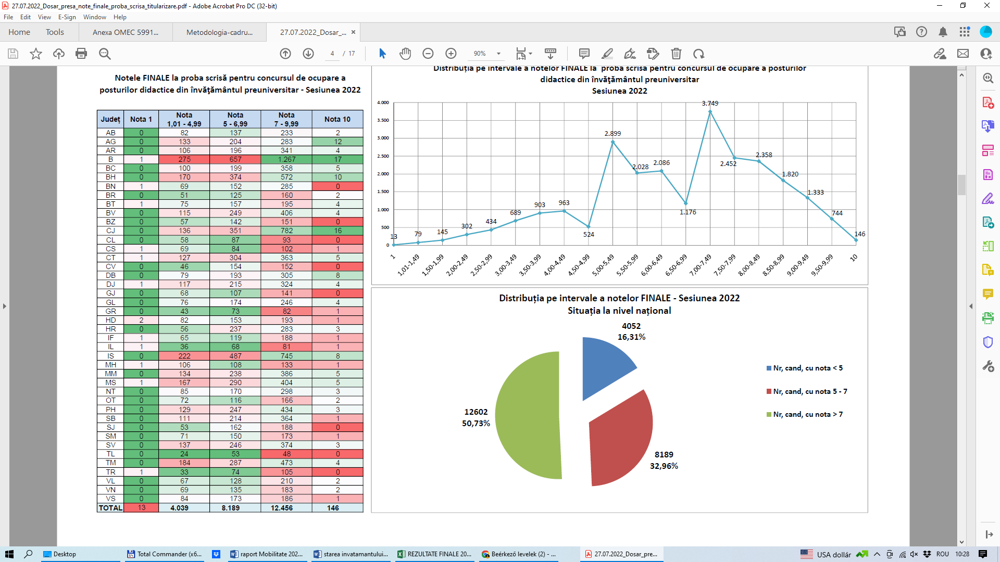 27.07.2022_Dosar_presa_note_finale_proba_scrisa_titularizare.pdf - Adobe Acrobat Pro DC (32-bit)
File Edit View E-Sign Window Help
Home Tools Anexa OMEC 5991... Metodologia-cadru... 27.07.2022_Dosar_... ×
4 / 17 90%
Notele FINALE la proba scrisă pentru concursul de ocupare a
posturilor didactice din învăţământul preuniversitar - Sesiunea 2022
Județ Nota 1 Nota 1,01 - 4,99 Nota 5 - 6,99 Nota 7 - 9,99 Nota 10
AB 0 82 137 233 2
AG 0 133 204 283 12
AR 0 106 196 341 4
B 1 275 657 1.267 17
BC 0 100 199 358 5
BH 0 170 374 572 10
BN 1 69 152 285 0
BR 0 51 125 160 2
BT 1 75 157 195 4
BV 0 115 249 406 4
BZ 0 57 142 151 0
CJ 0 136 351 782 16
CL 0 58 87 93 0
CS 1 69 84 102 1
CT 1 127 304 363 5
CV 0 46 154 152 0
DB 0 79 193 305 8
DJ 1 117 215 324 4
GJ 0 68 107 141 0
GL 0 76 174 246 4
GR 0 43 73 82 1
HD 2 82 153 193 1
HR 0 56 237 283 3
IF 1 65 119 188 1
IL 1 36 68 81 1
IS 0 222 487 745 8
MH 1 106 108 133 1
MM 0 134 238 386 5
MS 1 167 290 404 5
NT 0 85 170 298 3
OT 0 72 116 166 2
PH 0 129 247 434 3
SB 0 111 214 364 1
SJ 0 53 162 188 0
SM 0 71 150 173 1
SV 0 137 246 374 3
TL 0 24 53 48 0
TM 0 184 287 473 4
TR 1 33 74 105 0
VL 0 67 128 210 2
VN 0 69 135 183 2
VS 0 84 173 186 1
TOTAL 13 4.039 8.189 12.456 146
Distribuția pe intervale a notelor FINALE la proba scrisă pentru concursul de ocupare a posturilor
didactice din învăţământul preuniversitar
Sesiunea 2022
4.000
3.500
3.000
2.500
2.000
1.500
1.000
500
0
13 79 145 302 434 689 903 963 524 2.899 2.028 2.086 1.176 3.749 2.452 2.358 1.820 1.333 744 146
1 1,01-1,49 1,50-1,99 2,00-2,49 2,50-2,99 3,00-3,49 3,50-3,99 4,00-4,49 4,50-4,99 5,00-5,49 5,50-5,99 6,00-6,49 6,50-6,99 7,00-7,49 7,50-7,99 8,00-8,49 8,50-8,99 9,00-9,49 9,50-9,99 10
Distribuția pe intervale a notelor FINALE - Sesiunea 2022
Situația la nivel național
4052
16,31%
12602
50,73%
8189
32,96%
Nr, cand, cu nota < 5
Nr, cand, cu nota 5 - 7
Nr, cand, cu nota > 7
Desktop Total Commander (x6... raport Mobilitate 202... starea invatamantului... REZULTATE FINALE 20... Beérkező levelek (2) - ... 27.07.2022_Dosar_pre... USA dollár ROU 10:28